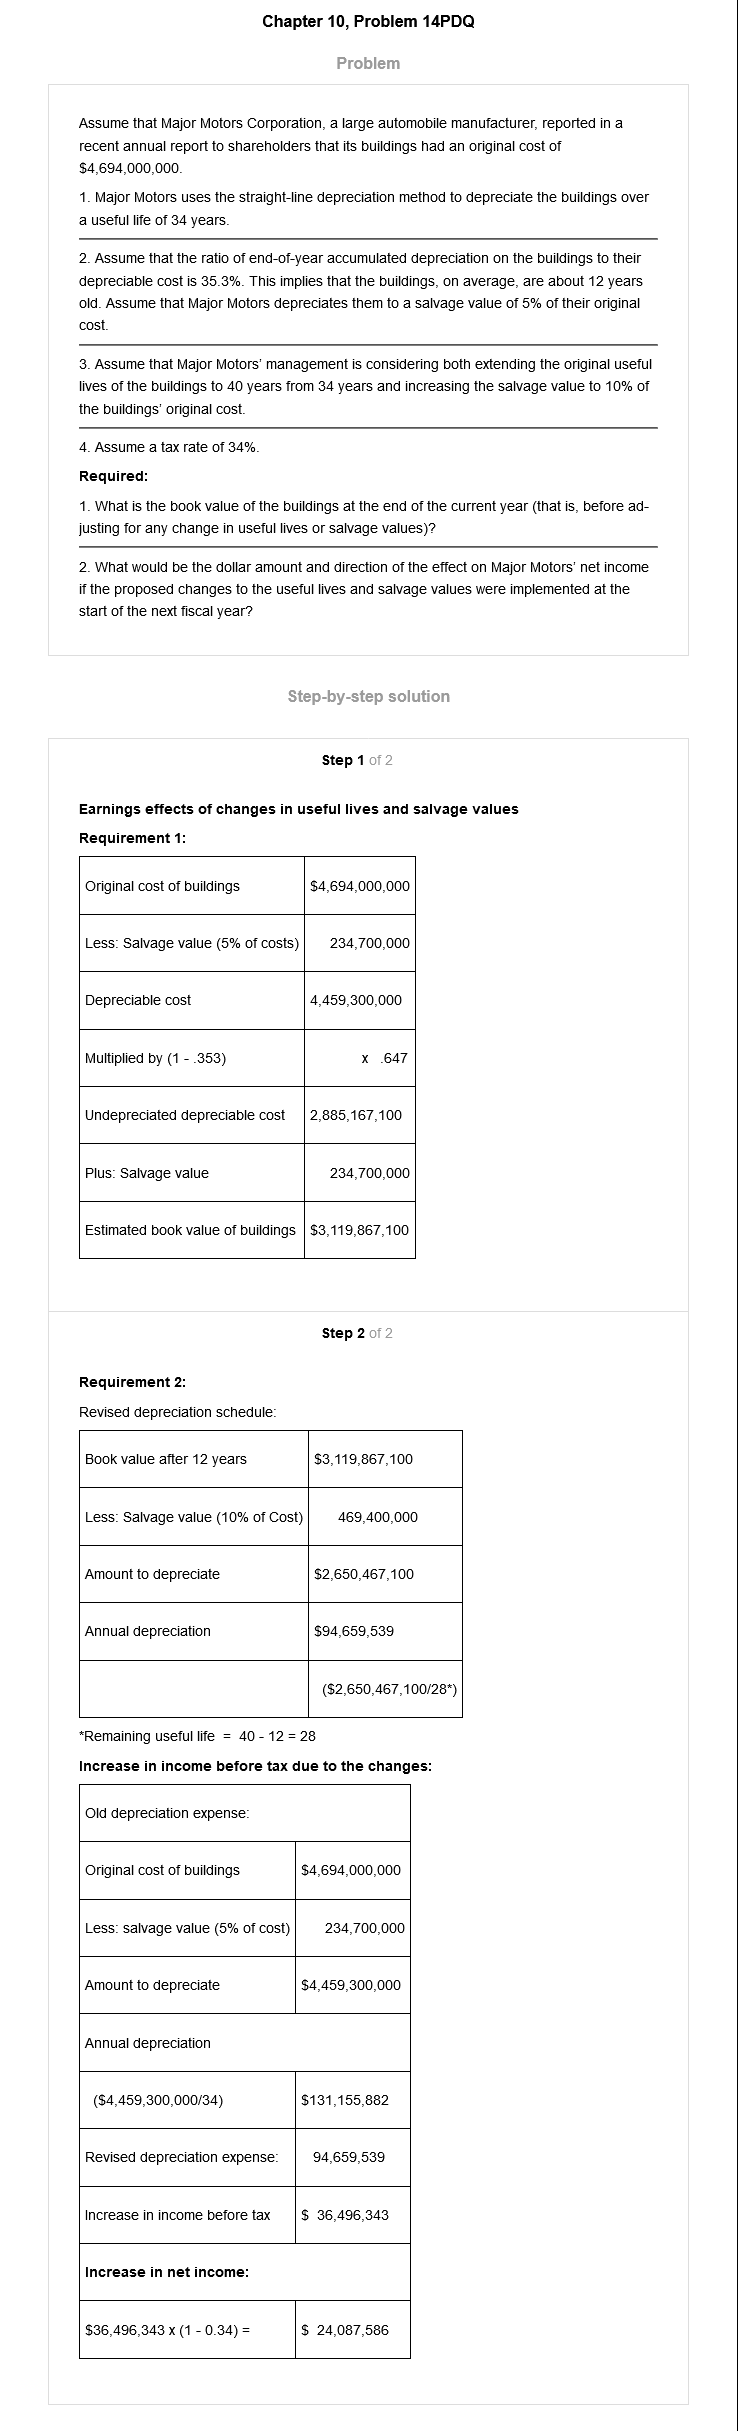 Chapter 10, Problem 14PDQ
Problem
Assume that Major Motors Corporation, a large automobile manufacturer, reported in a
recent annual report to shareholders that its buildings had an original cost of
$4,694,000,000.
1. Major Motors uses the straight-line depreciation method to depreciate the buildings over
a useful life of 34 years.
2. Assume that the ratio of end-of-year accumulated depreciation on the buildings to their
depreciable cost is 35.3%. This implies that the buildings, on average, are about 12 years
old. Assume that Major Motors depreciates them to a salvage value of 5% of their original
cost.
3. Assume that Major Motors' management is considering both extending the original useful
lives of the buildings to 40 years from 34 years and increasing the salvage value to 10% of
the buildings' original cost.
4. Assume a tax rate of 34%.
Required:
1. What is the book value of the buildings at the end of the current year (that is, before ad-
justing for any change in useful lives or salvage values)?
2. What would be the dollar amount and direction of the effect on Major Motors' net income
if the proposed changes to the useful lives and salvage values were implemented at the
start of the next fiscal year?
Step-by-step solution
Step 1 of 2
Earnings effects of changes in useful lives and salvage values
Requirement 1:
Original cost of buildings $4,694,000,000
Less: Salvage value (5% of costs) 234,700,000
Depreciable cost 4,459,300,000
Multiplied by (1 - .353) x .647
Undepreciated depreciable cost 2,885,167,100
Plus: Salvage value 234,700,000
Estimated book value of buildings $3,119,867,100
Step 2 of 2
Requirement 2:
Revised depreciation schedule:
Book value after 12 years $3,119,867,100
Less: Salvage value (10% of Cost) 469,400,000
Amount to depreciate $2,650,467,100
Annual depreciation $94,659,539
($2,650,467,100/28*)
*Remaining useful life = 40 - 12 = 28
Increase in income before tax due to the changes:
Old depreciation expense:
Original cost of buildings $4,694,000,000
Less: salvage value (5% of cost) 234,700,000
Amount to depreciate $4,459,300,000
Annual depreciation
($4,459,300,000/34) $131,155,882
Revised depreciation expense: 94,659,539
Increase in income before tax $ 36,496,343
Increase in net income:
$36,496,343 x (1 - 0.34) = $ 24,087,586